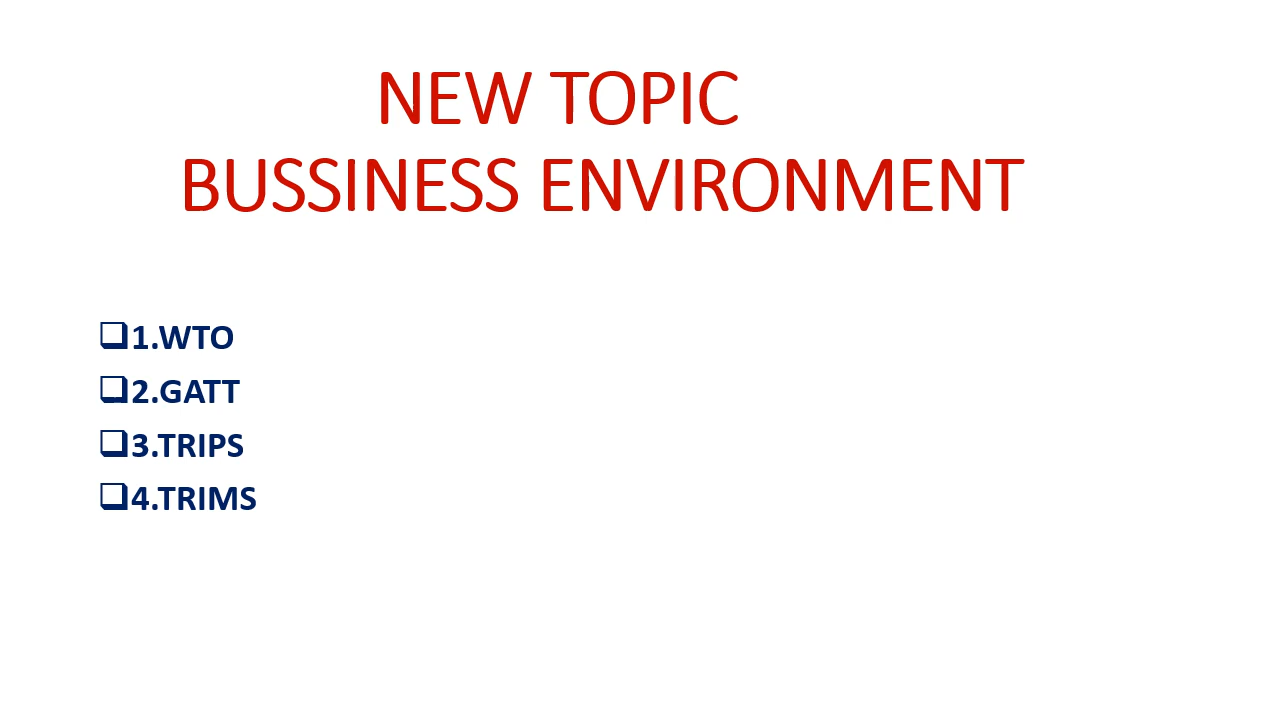 NEW TOPIC
BUSSINESS ENVIRONMENT
❑1.WTO
❑2.GATT
❑3.TRIPS
❑4.TRIMS